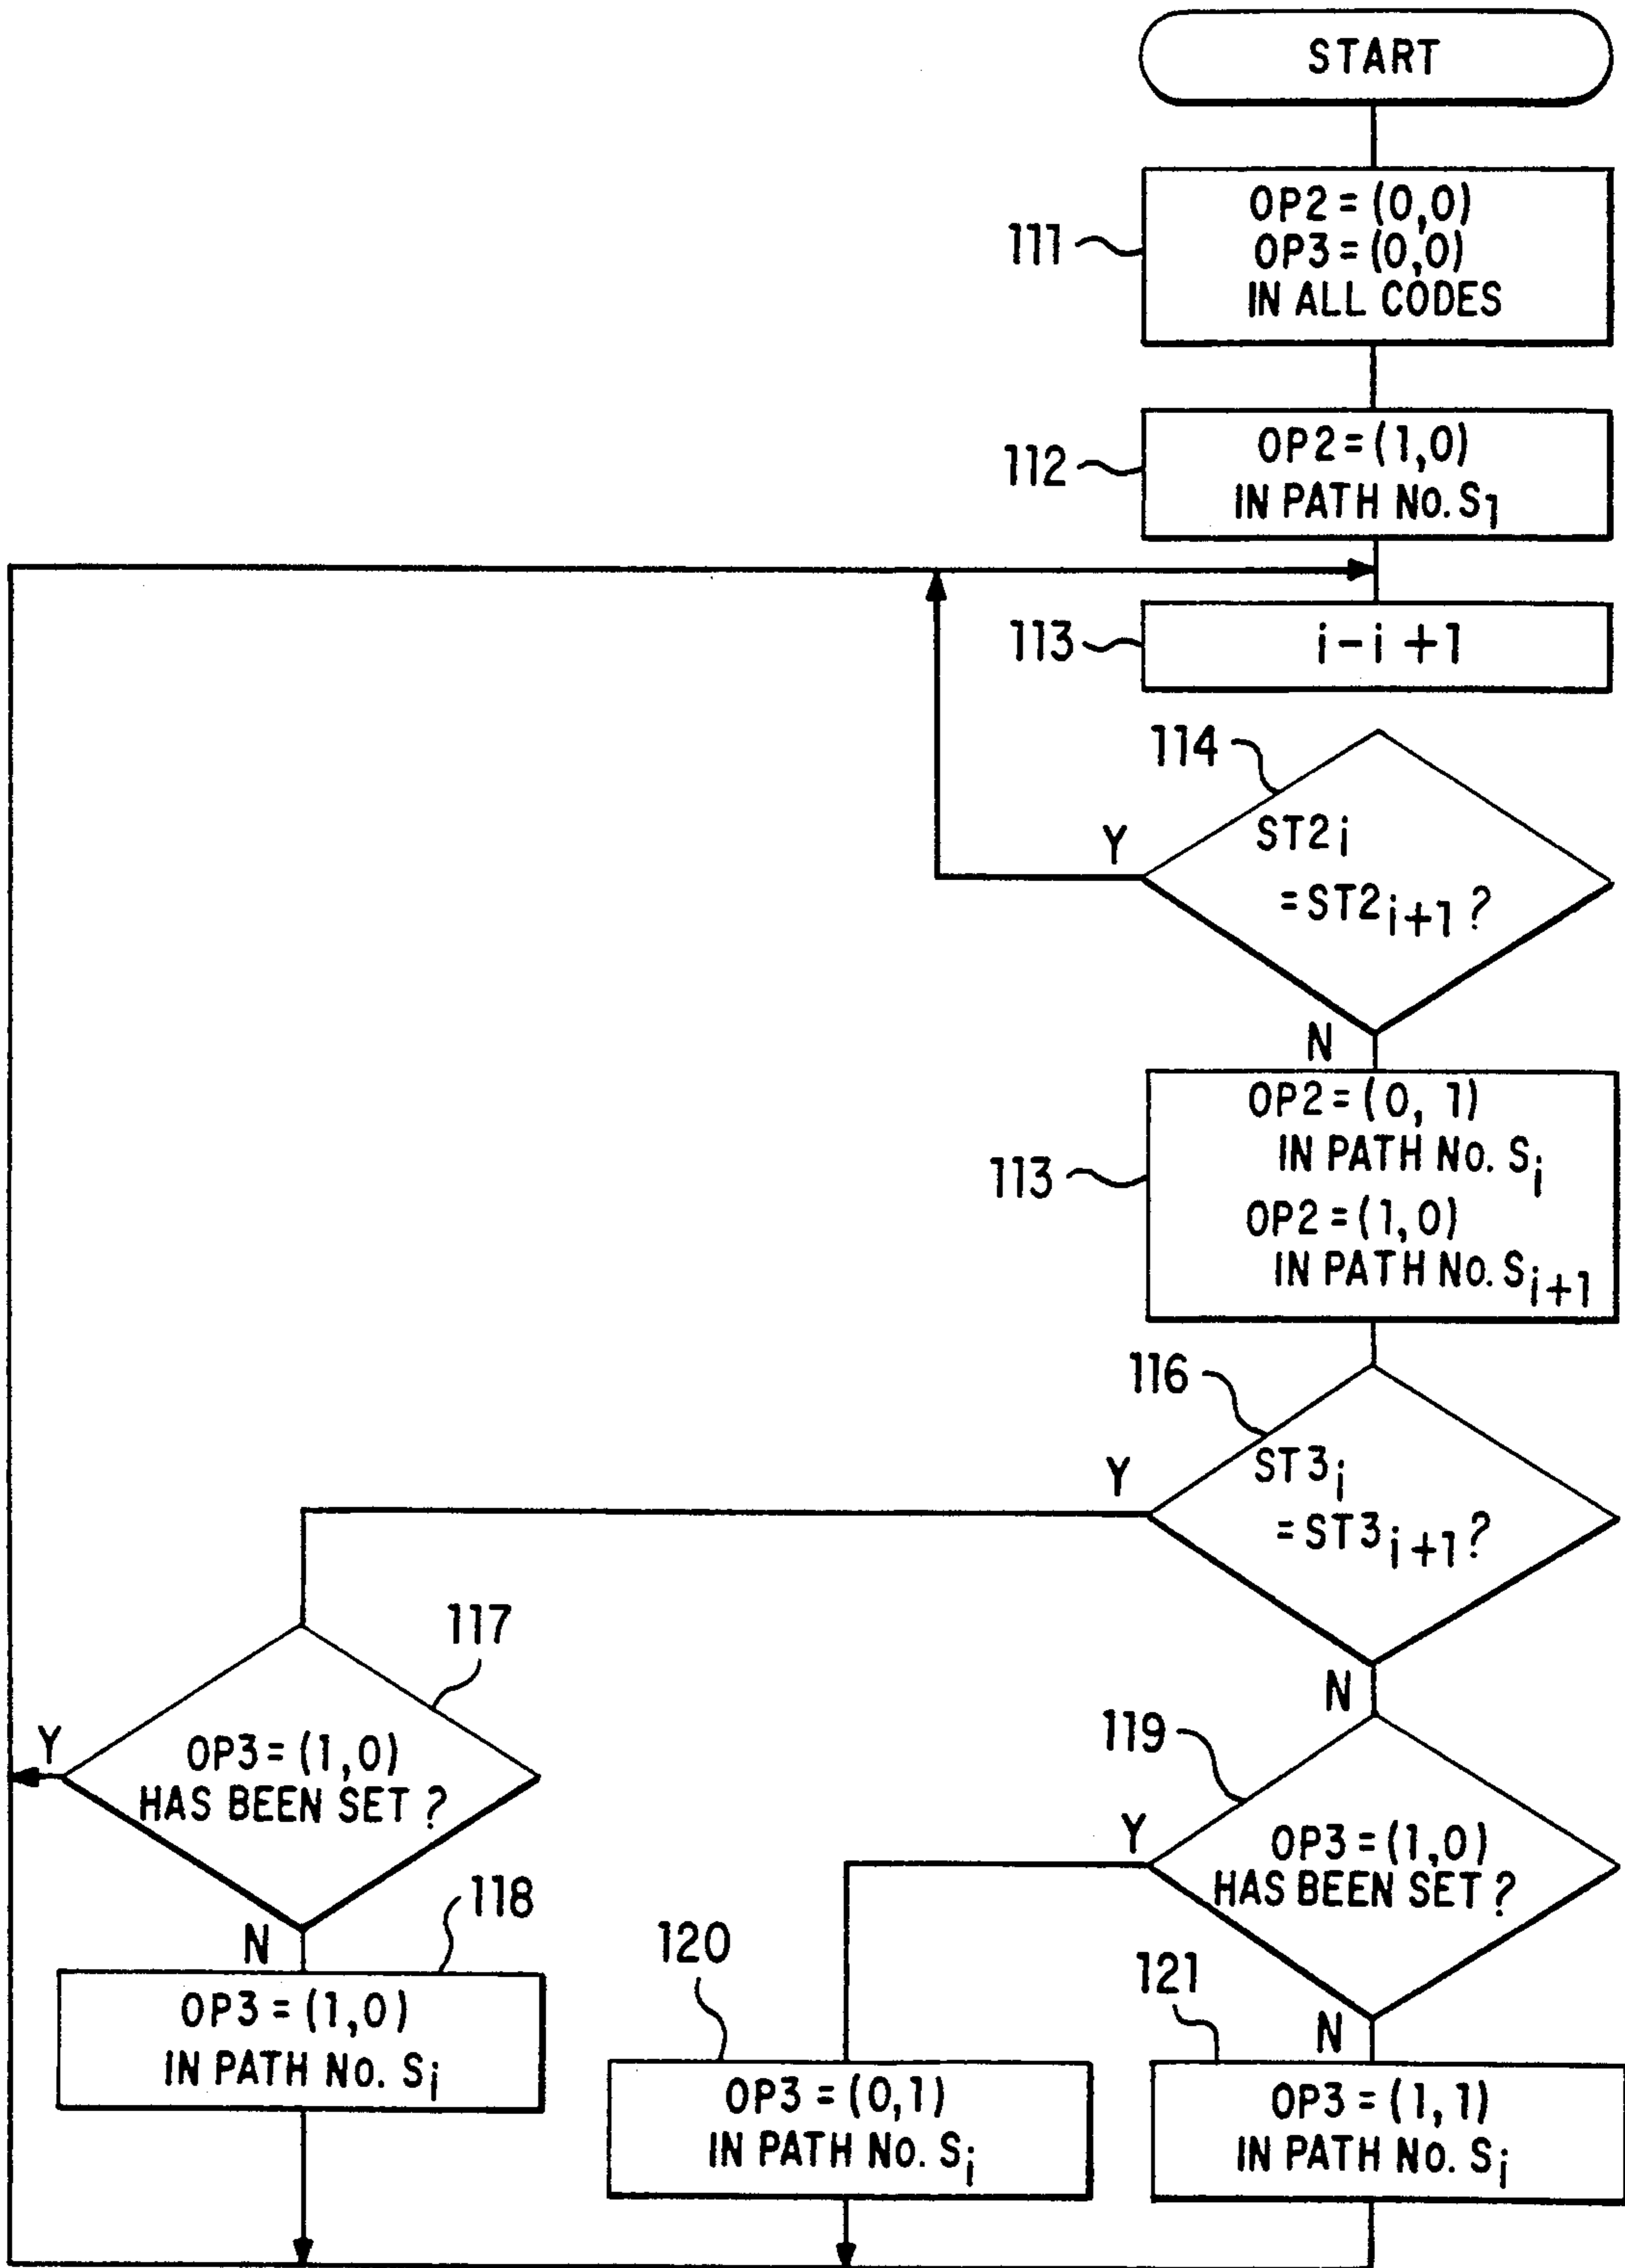 START
111
OP2=(0,0)
OP3=(0,0)
IN ALL CODES
112
OP2=(1,0)
IN PATH No. S1
113
i-i +1
114
Y
ST2i
=ST2i+1?
N
113
OP2=(0, 1)
IN PATH No. Si
OP2=(1,0)
IN PATH No. Si+1
116
Y
ST3i
=ST3i+1?
N
117
Y
OP3=(1,0)
HAS BEEN SET?
N
118
OP3=(1,0)
IN PATH No. Si
119
Y
OP3=(1,0)
HAS BEEN SET?
N
120
OP3=(0,1)
IN PATH No. Si
121
OP3=(1,1)
IN PATH No. Si